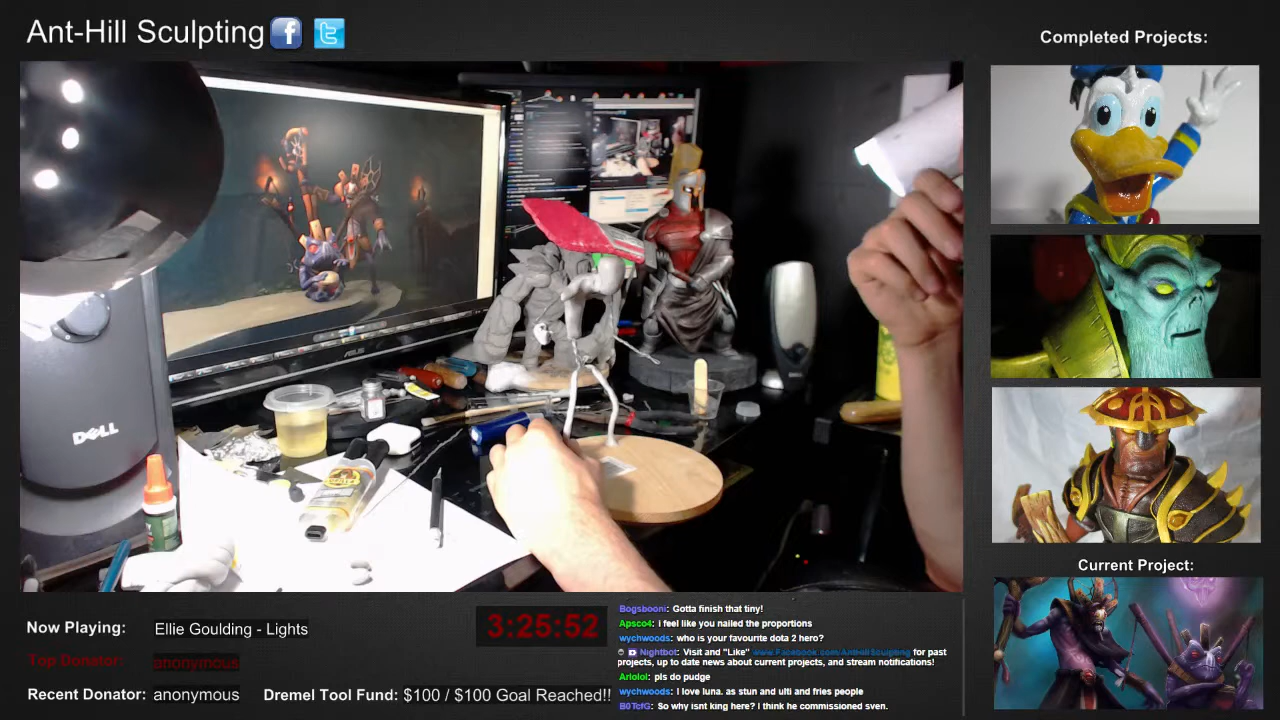 Ant-Hill Sculpting
Completed Projects:
DELL
ASUS
Current Project:
Now Playing: Ellie Goulding - Lights
Top Donator: anonymous
Recent Donator: anonymous
Dremel Tool Fund: $100 / $100 Goal Reached!!
3:25:52
Bogsbooni: Gotta finish that tiny!
Apsco4: i feel like you nailed the proportions
wychwoods: who is your favourite dota 2 hero?
Nightbot: Visit and "Like" www.Facebook.com/AntHillSculpting for past
projects, up to date news about current projects, and stream notifications!
Arlolol: pls do pudge
wychwoods: I love luna. as stun and ulti and fries people
B0TcfG: So why isnt king here? I think he commissioned sven.